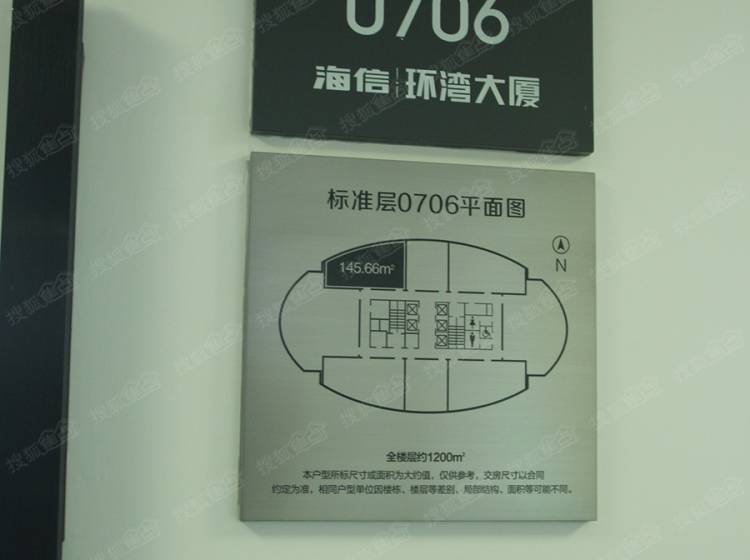 0706
海信 环湾大厦
标准层0706平面图
145.66m²
N
全楼层约1200m²
本户型所标尺寸或面积为大约值，仅供参考，交房尺寸以合同
约定为准，相同户型单位因楼栋、楼层等差别，局部结构、面积等可能不同。